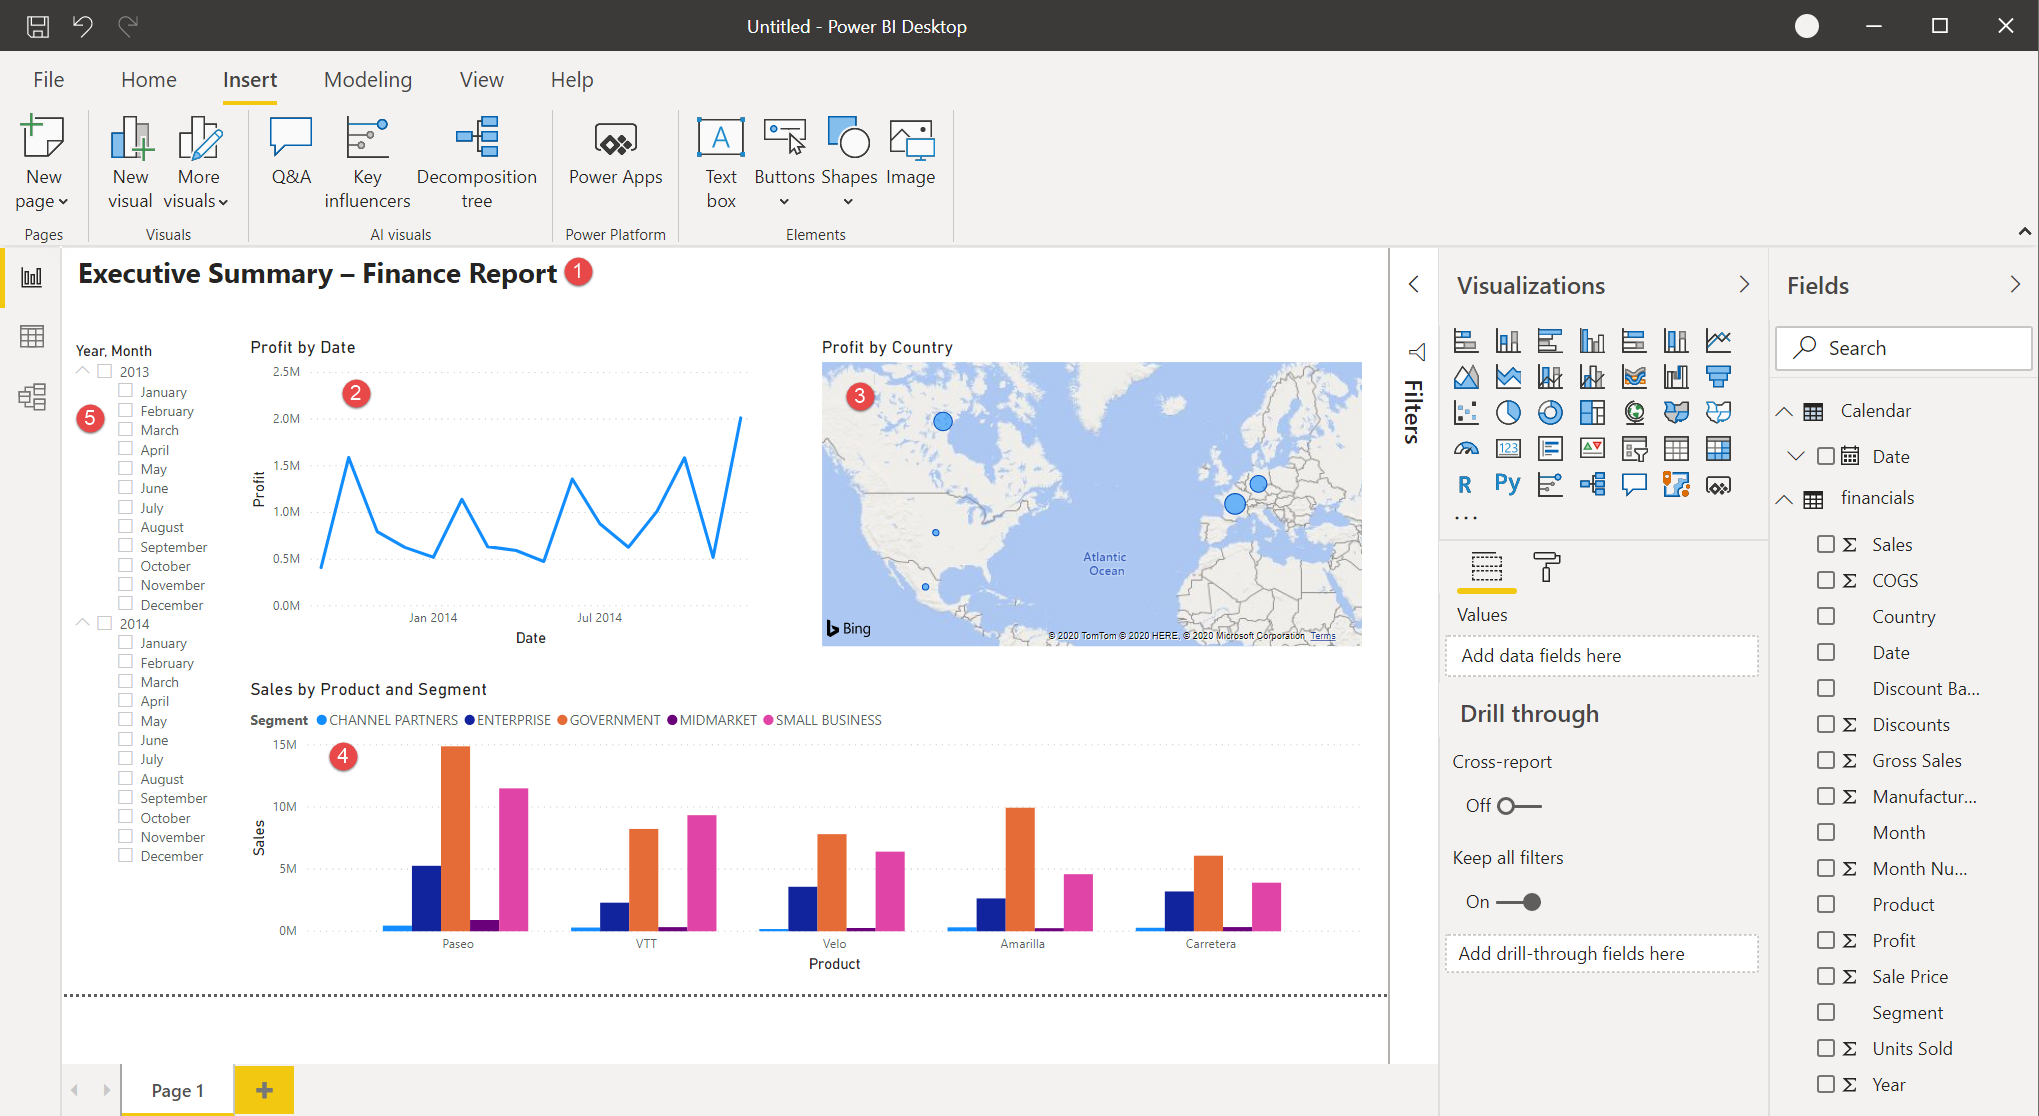 Untitled - Power BI Desktop
File Home Insert Modeling View Help
New page
New visual
More visuals
Q&A
Key influencers
Decomposition tree
Power Apps
Text box
Buttons
Shapes
Image
Pages
Visuals
AI visuals
Power Platform
Elements
Executive Summary – Finance Report 1
Year, Month
2013
January
February
5
March
April
May
June
July
August
September
October
November
December
2014
January
February
March
April
May
June
July
August
September
October
November
December
Profit by Date
2
2.5M
2.0M
1.5M
1.0M
0.5M
0.0M
Profit
Jan 2014 Jul 2014
Date
Profit by Country
3
Atlantic
Ocean
Bing
© 2020 TomTom © 2020 HERE, © 2020 Microsoft Corporation Terms
Sales by Product and Segment
Segment CHANNEL PARTNERS ENTERPRISE GOVERNMENT MIDMARKET SMALL BUSINESS
4
15M
10M
5M
0M
Sales
Paseo VTT Velo Amarilla Carretera
Product
Page 1
Filters
Visualizations
123
R Py
...
Values
Add data fields here
Drill through
Cross-report
Off
Keep all filters
On
Add drill-through fields here
Fields
Search
Calendar
Date
financials
Σ Sales
Σ COGS
Country
Date
Discount Ba...
Σ Discounts
Σ Gross Sales
Σ Manufactur...
Month
Σ Month Nu...
Product
Σ Profit
Σ Sale Price
Segment
Σ Units Sold
Σ Year